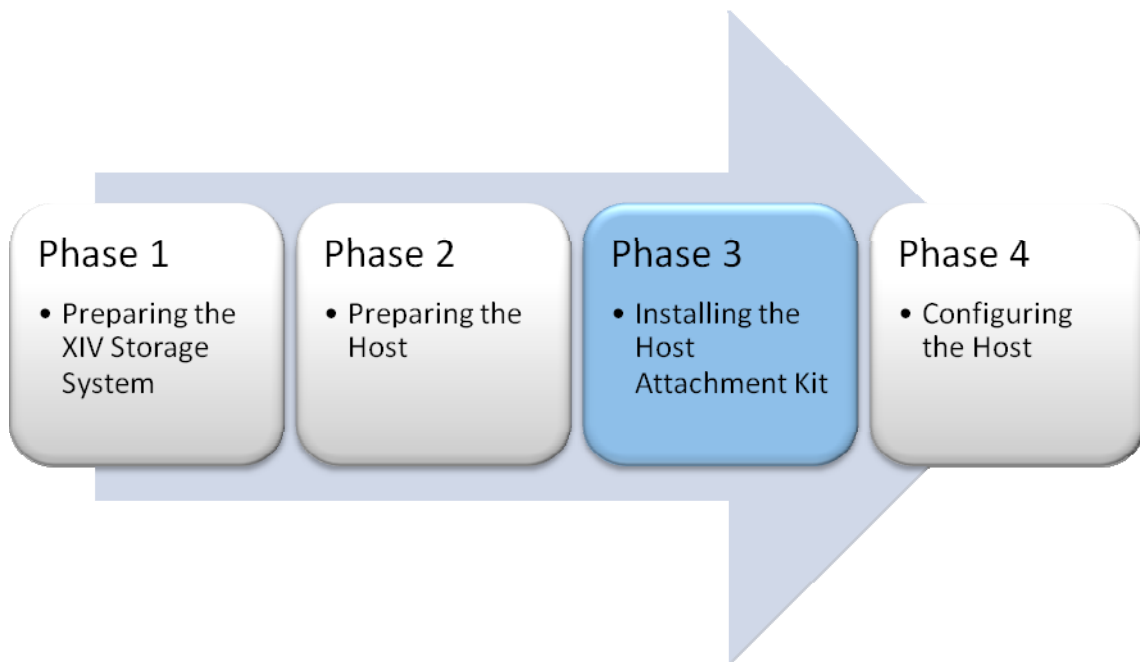 Phase 1
• Preparing the
XIV Storage
System
Phase 2
• Preparing the
Host
Phase 3
• Installing the
Host
Attachment Kit
Phase 4
• Configuring
the Host